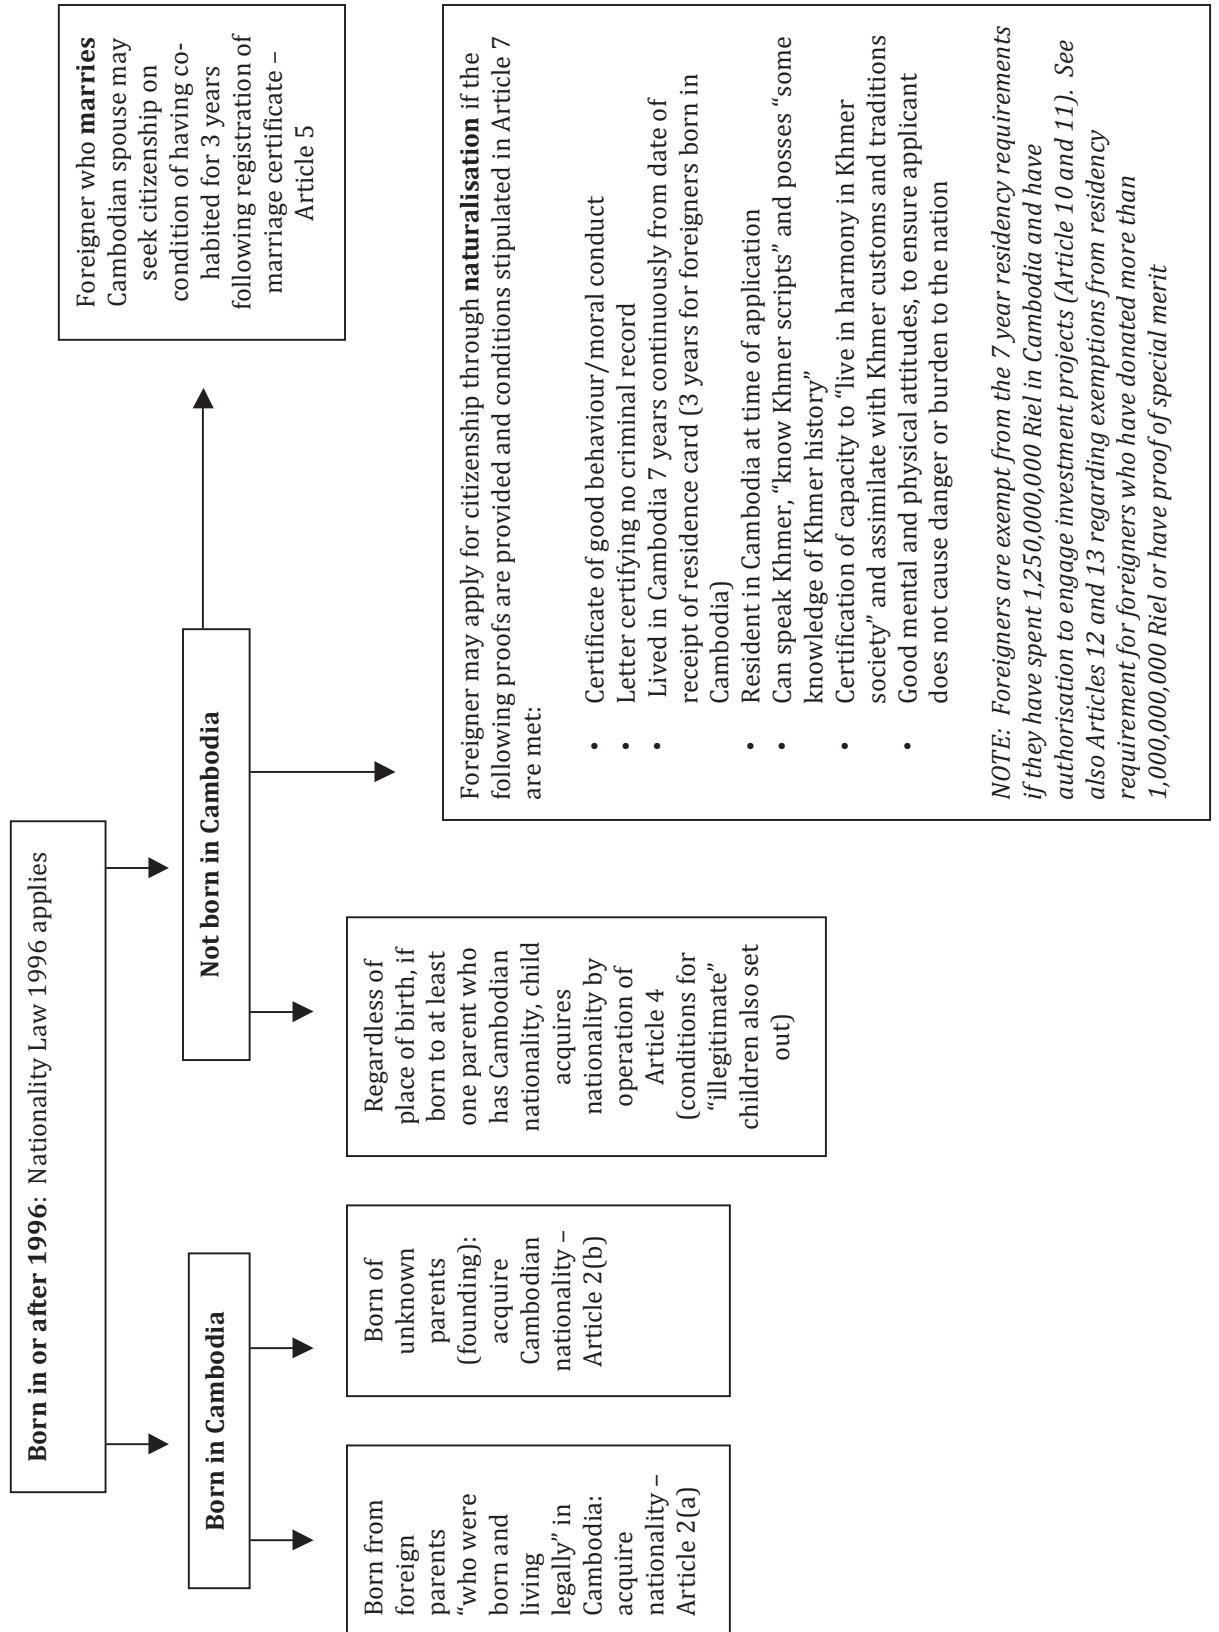 Born in or after 1996: Nationality Law 1996 applies
Born in Cambodia
Not born in Cambodia
Born from
foreign
parents
“who were
born and
living
legally” in
Cambodia:
acquire
nationality –
Article 2(a)
Born of
unknown
parents
(founding):
acquire
Cambodian
nationality –
Article 2(b)
Regardless of
place of birth, if
born to at least
one parent who
has Cambodian
nationality, child
acquires
nationality by
operation of
Article 4
(conditions for
“illegitimate”
children also set
out)
Foreigner who marries
Cambodian spouse may
seek citizenship on
condition of having co-
habited for 3 years
following registration of
marriage certificate –
Article 5
Foreigner may apply for citizenship through naturalisation if the
following proofs are provided and conditions stipulated in Article 7
are met:
• Certificate of good behaviour/moral conduct
• Letter certifying no criminal record
• Lived in Cambodia 7 years continuously from date of
receipt of residence card (3 years for foreigners born in
Cambodia)
• Resident in Cambodia at time of application
• Can speak Khmer, “know Khmer scripts” and posses “some
knowledge of Khmer history”
• Certification of capacity to “live in harmony in Khmer
society” and assimilate with Khmer customs and traditions
• Good mental and physical attitudes, to ensure applicant
does not cause danger or burden to the nation
NOTE: Foreigners are exempt from the 7 year residency requirements
if they have spent 1,250,000,000 Riel in Cambodia and have
authorisation to engage investment projects (Article 10 and 11). See
also Articles 12 and 13 regarding exemptions from residency
requirement for foreigners who have donated more than
1,000,000,000 Riel or have proof of special merit